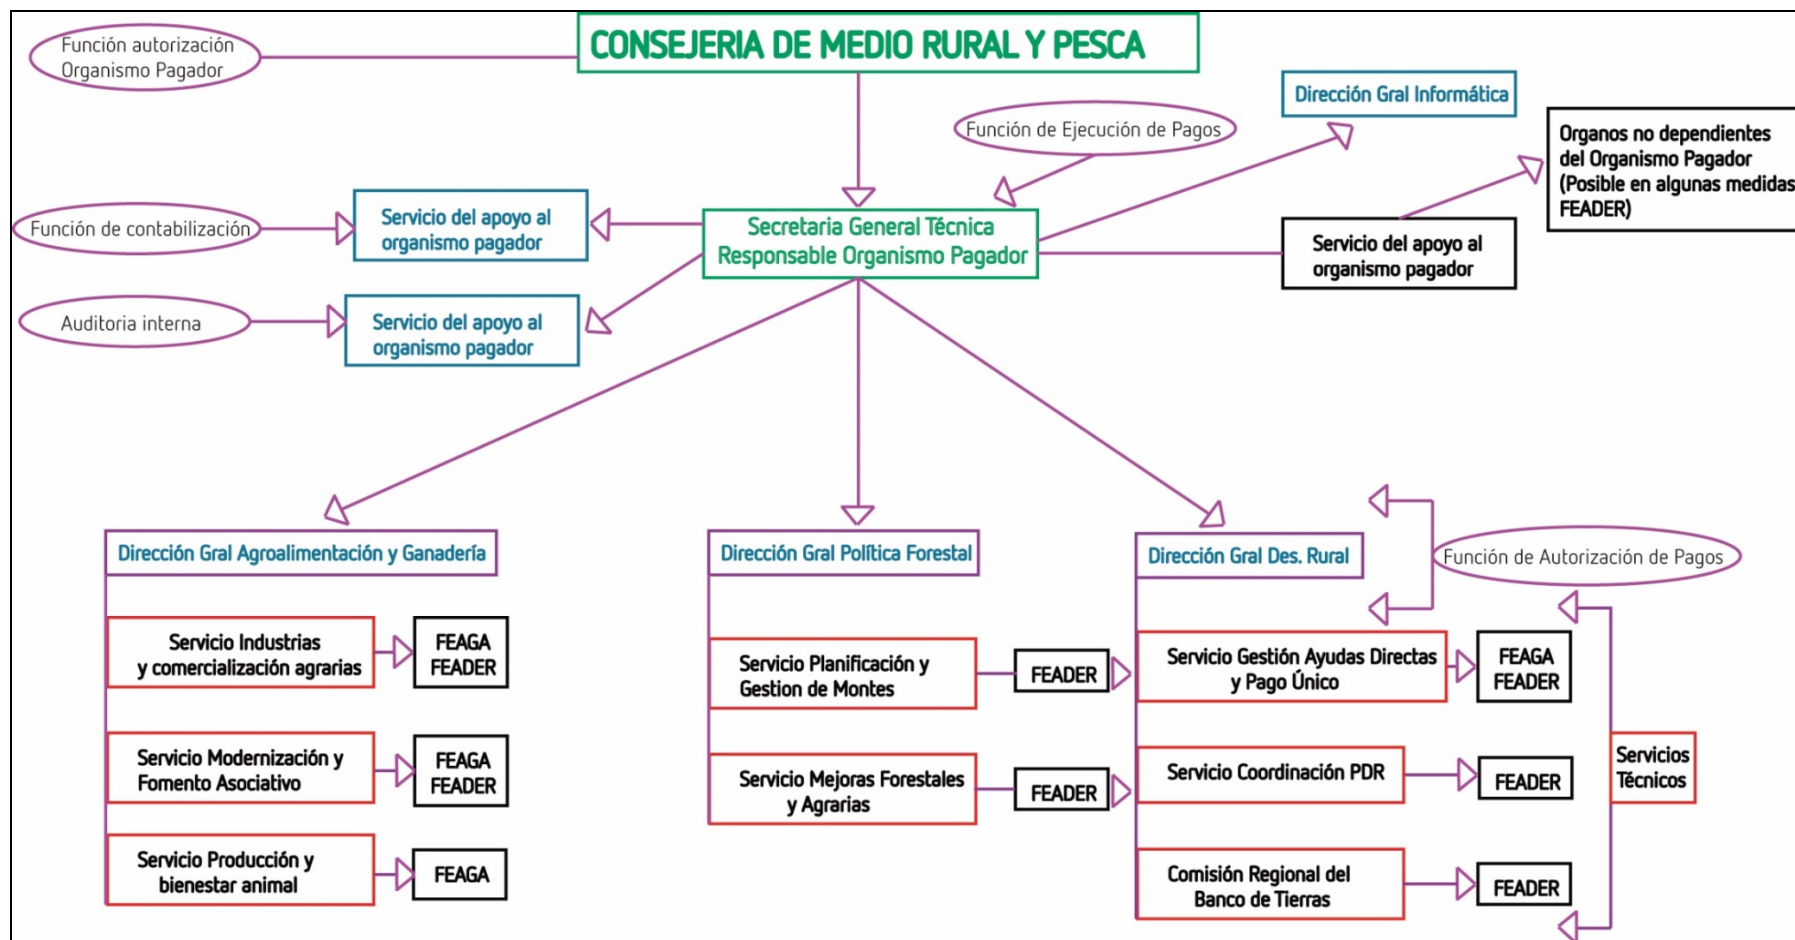 Función autorización
Organismo Pagador
CONSEJERIA DE MEDIO RURAL Y PESCA
Dirección Gral Informática
Función de Ejecución de Pagos
Organos no dependientes
del Organismo Pagador
(Posible en algunas medidas
FEADER)
Función de contabilización
Servicio del apoyo al
organismo pagador
Secretaria General Técnica
Responsable Organismo Pagador
Servicio del apoyo al
organismo pagador
Auditoria interna
Servicio del apoyo al
organismo pagador
Dirección Gral Agroalimentación y Ganadería
Dirección Gral Política Forestal
Dirección Gral Des. Rural
Función de Autorización de Pagos
Servicio Industrias
y comercialización agrarias
FEAGA
FEADER
Servicio Modernización y
Fomento Asociativo
FEAGA
FEADER
Servicio Producción y
bienestar animal
FEAGA
Servicio Planificación y
Gestion de Montes
FEADER
Servicio Mejoras Forestales
y Agrarias
FEADER
Servicio Gestión Ayudas Directas
y Pago Único
FEAGA
FEADER
Servicio Coordinación PDR
FEADER
Comisión Regional del
Banco de Tierras
FEADER
Servicios
Técnicos